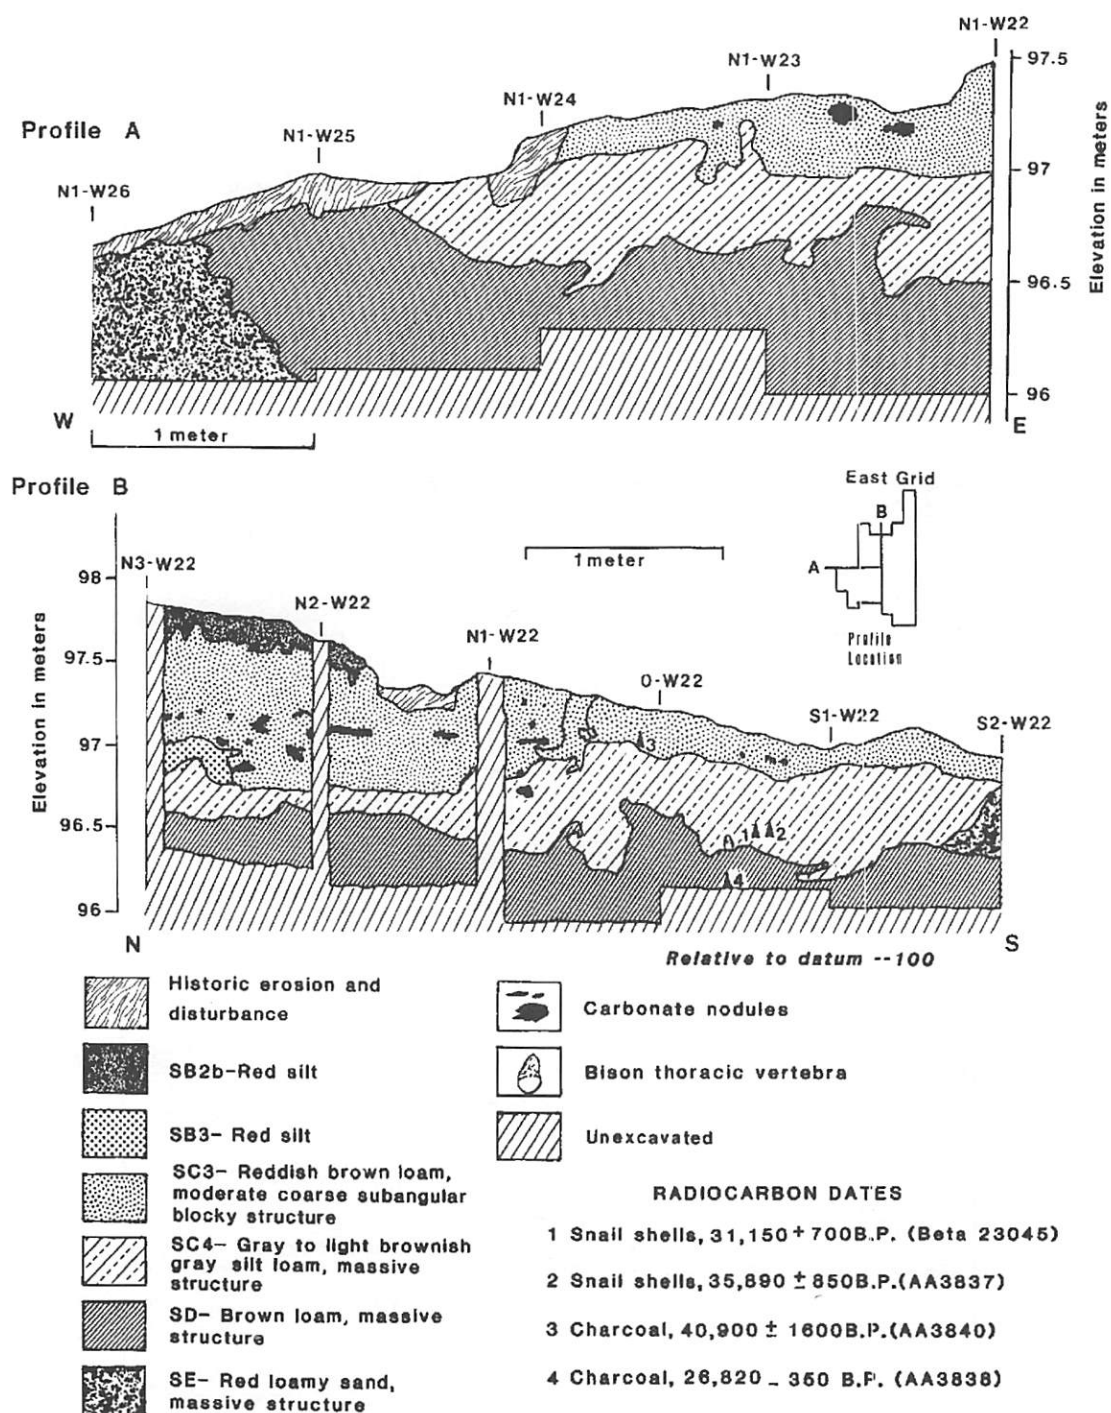 Profile A
N1-W26
N1-W25
N1-W24
N1-W23
N1-W22
97.5
97
96.5
96
Elevation in meters
W
E
1 meter
Profile B
98
97.5
97
96.5
96
Elevation in meters
N3-W22
N2-W22
N1-W22
0-W22
S1-W22
S2-W22
1 meter
East Grid
B
A
Profile
Location
3
1
2
4
N
S
Relative to datum --100
Historic erosion and
disturbance
SB2b-Red silt
SB3- Red silt
SC3- Reddish brown loam,
moderate coarse subangular
blocky structure
SC4- Gray to light brownish
gray silt loam, massive
structure
SD- Brown loam, massive
structure
SE- Red loamy sand,
massive structure
Carbonate nodules
Bison thoracic vertebra
Unexcavated
RADIOCARBON DATES
1 Snail shells, 31,150 + 700B.P. (Beta 23045)
2 Snail shells, 35,890 ± 850B.P.(AA3837)
3 Charcoal, 40,900 ± 1600B.P.(AA3840)
4 Charcoal, 26,820 _ 350 B.P. (AA3838)